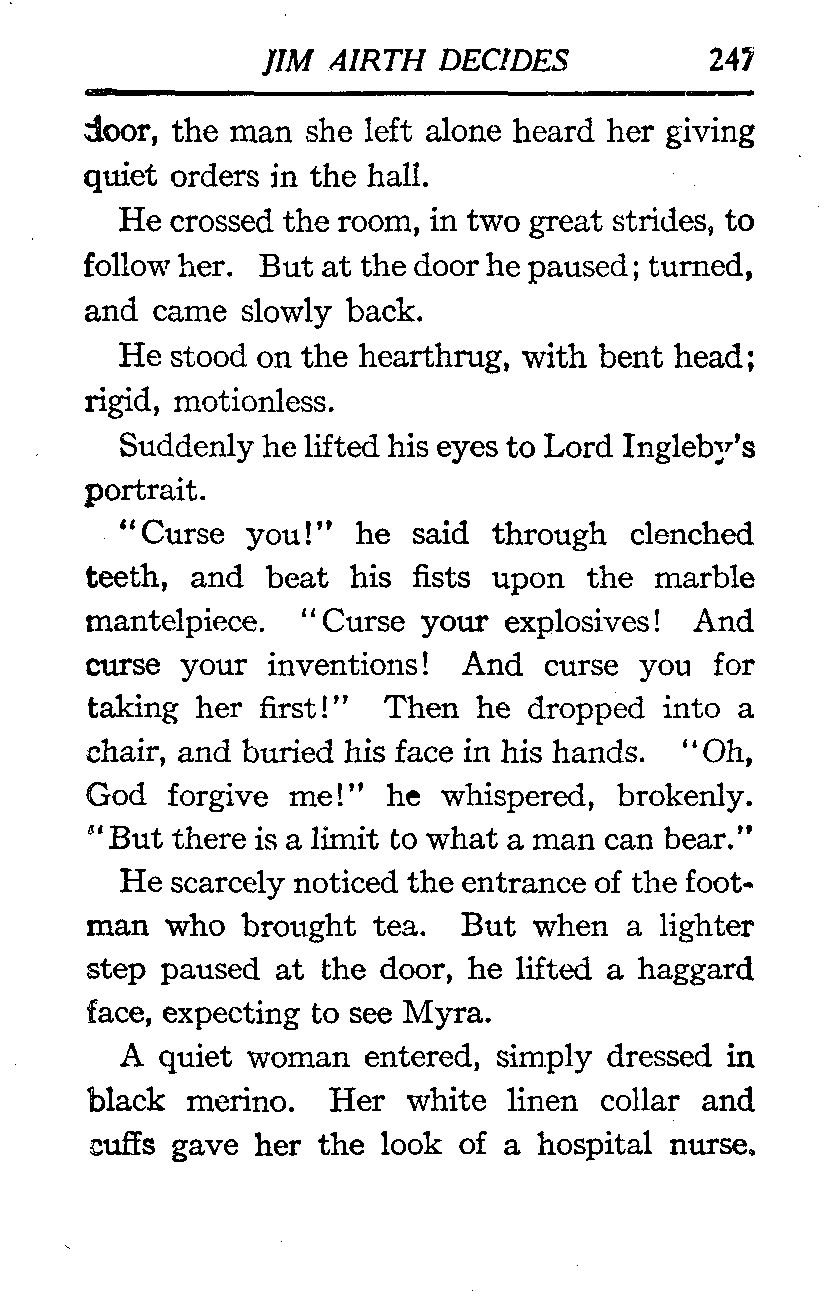 JIM AIRTH DECIDES 247
door, the man she left alone heard her giving
quiet orders in the hall.
He crossed the room, in two great strides, to
follow her. But at the door he paused; turned,
and came slowly back.
He stood on the hearthrug, with bent head;
rigid, motionless.
Suddenly he lifted his eyes to Lord Ingleby's
portrait.
"Curse you!" he said through clenched
teeth, and beat his fists upon the marble
mantelpiece. "Curse your explosives! And
curse your inventions! And curse you for
taking her first!" Then he dropped into a
chair, and buried his face in his hands. "Oh,
God forgive me!" he whispered, brokenly.
"But there is a limit to what a man can bear."
He scarcely noticed the entrance of the foot-
man who brought tea. But when a lighter
step paused at the door, he lifted a haggard
face, expecting to see Myra.
A quiet woman entered, simply dressed in
black merino. Her white linen collar and
cuffs gave her the look of a hospital nurse.